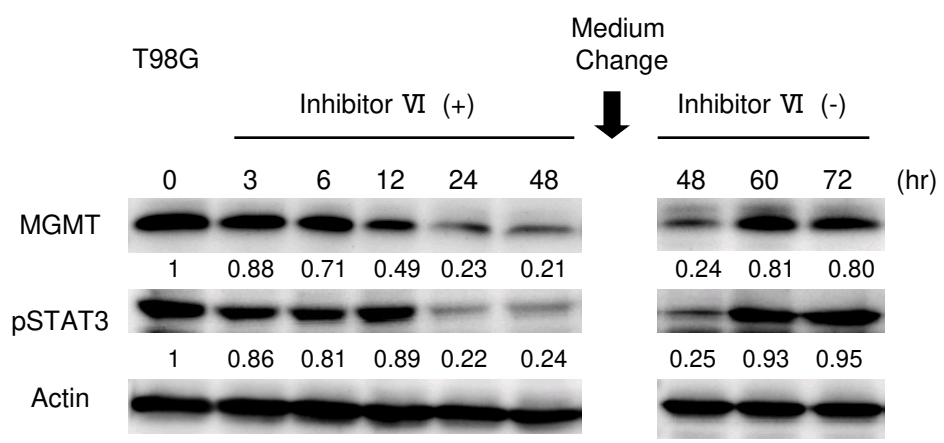 Medium
Change
T98G
Inhibitor Ⅵ (+)
Inhibitor Ⅵ (-)
0 3 6 12 24 48 48 60 72 (hr)
MGMT
1 0.88 0.71 0.49 0.23 0.21 0.24 0.81 0.80
pSTAT3
1 0.86 0.81 0.89 0.22 0.24 0.25 0.93 0.95
Actin